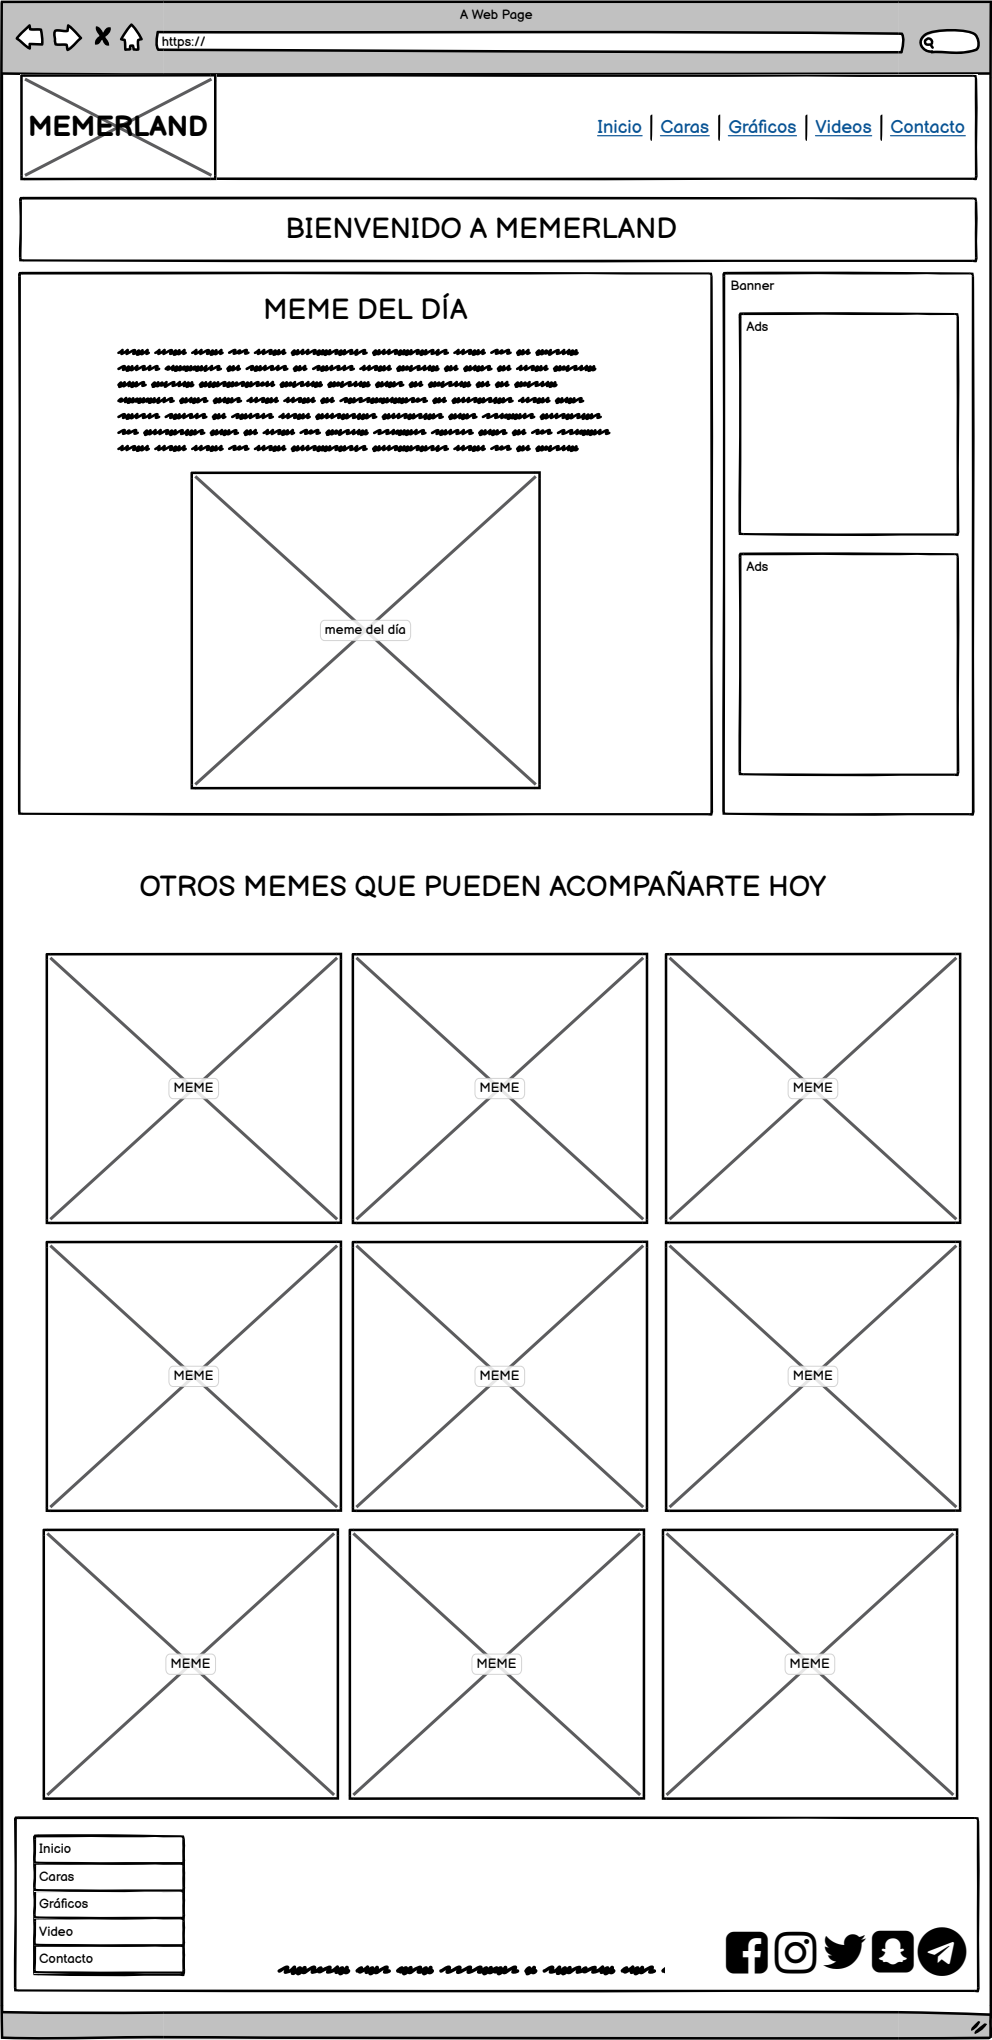 A Web Page
https://
MEMERLAND
Inicio | Caras | Gráficos | Videos | Contacto
BIENVENIDO A MEMERLAND
MEME DEL DÍA
meme del día
Banner
Ads
Ads
OTROS MEMES QUE PUEDEN ACOMPAÑARTE HOY
MEME MEME MEME
MEME MEME MEME
MEME MEME MEME
Inicio
Caras
Gráficos
Video
Contacto